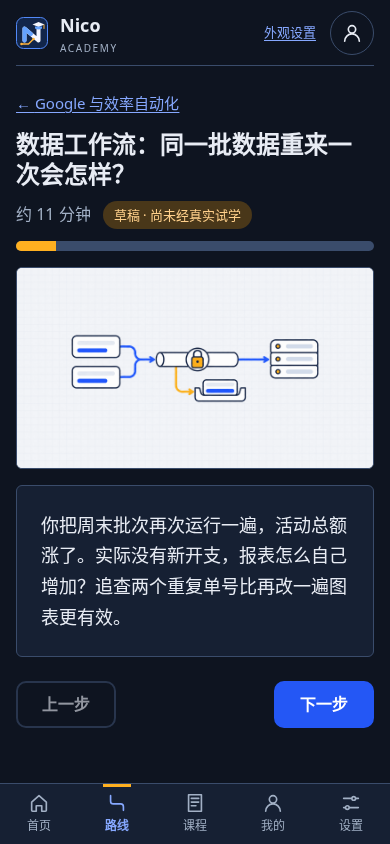 Nico
ACADEMY
外观设置
← Google 与效率自动化
数据工作流：同一批数据重来一
次会怎样？
约 11 分钟
草稿 · 尚未经真实试学
你把周末批次再次运行一遍，活动总额
涨了。实际没有新开支，报表怎么自己
增加？追查两个重复单号比再改一遍图
表更有效。
上一步
下一步
首页
路线
课程
我的
设置